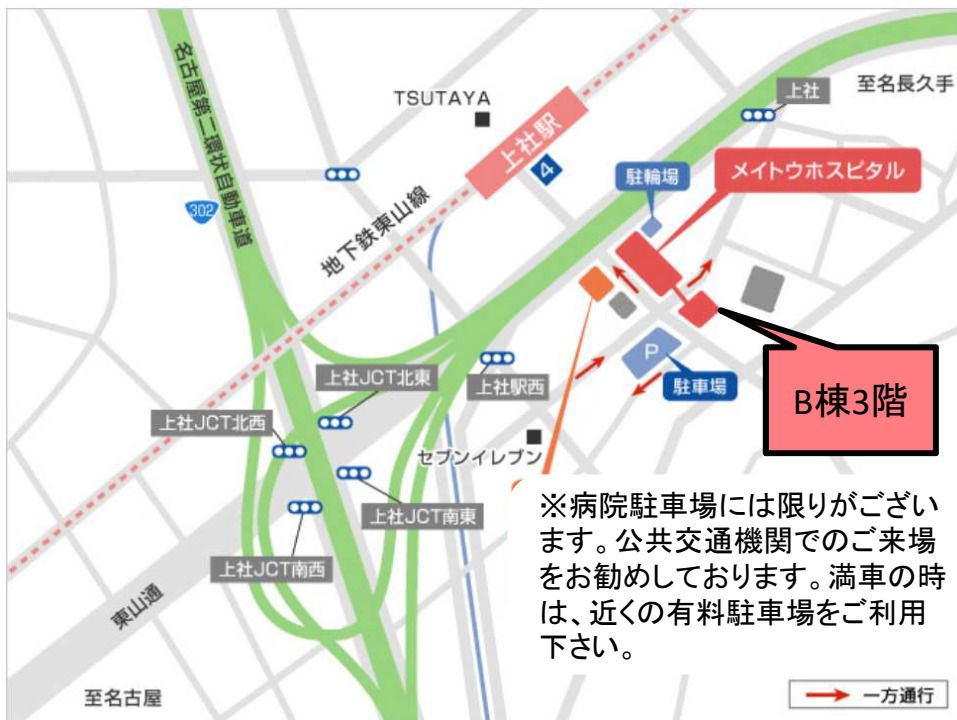 名古屋第二環状自動車道
302
TSUTAYA
上社駅
4
上社
至名長久手
駐輪場
メイトウホスピタル
地下鉄東山線
上社JCT北東
上社駅西
P
駐車場
B棟3階
上社JCT北西
セブンイレブン
上社JCT南東
上社JCT南西
東山通
至名古屋
※病院駐車場には限りがござい
ます。公共交通機関でのご来場
をお勧めしております。満車の時
は、近くの有料駐車場をご利用
下さい。
一方通行